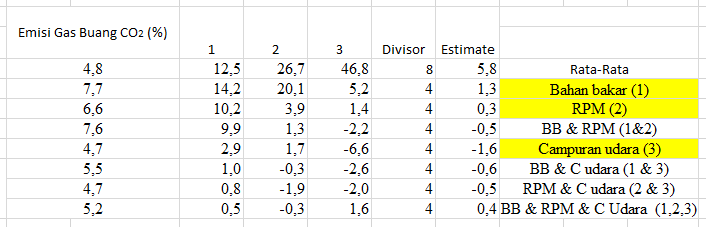 Emisi Gas Buang CO2 (%) 1 2 3 Divisor Estimate
4,8 12,5 26,7 46,8 8 5,8 Rata-Rata
7,7 14,2 20,1 5,2 4 1,3 Bahan bakar (1)
6,6 10,2 3,9 1,4 4 0,3 RPM (2)
7,6 9,9 1,3 -2,2 4 -0,5 BB & RPM (1&2)
4,7 2,9 1,7 -6,6 4 -1,6 Campuran udara (3)
5,5 1,0 -0,3 -2,6 4 -0,6 BB & C udara (1 & 3)
4,7 0,8 -1,9 -2,0 4 -0,5 RPM & C udara (2 & 3)
5,2 0,5 -0,3 1,6 4 0,4 BB & RPM & C Udara (1,2,3)